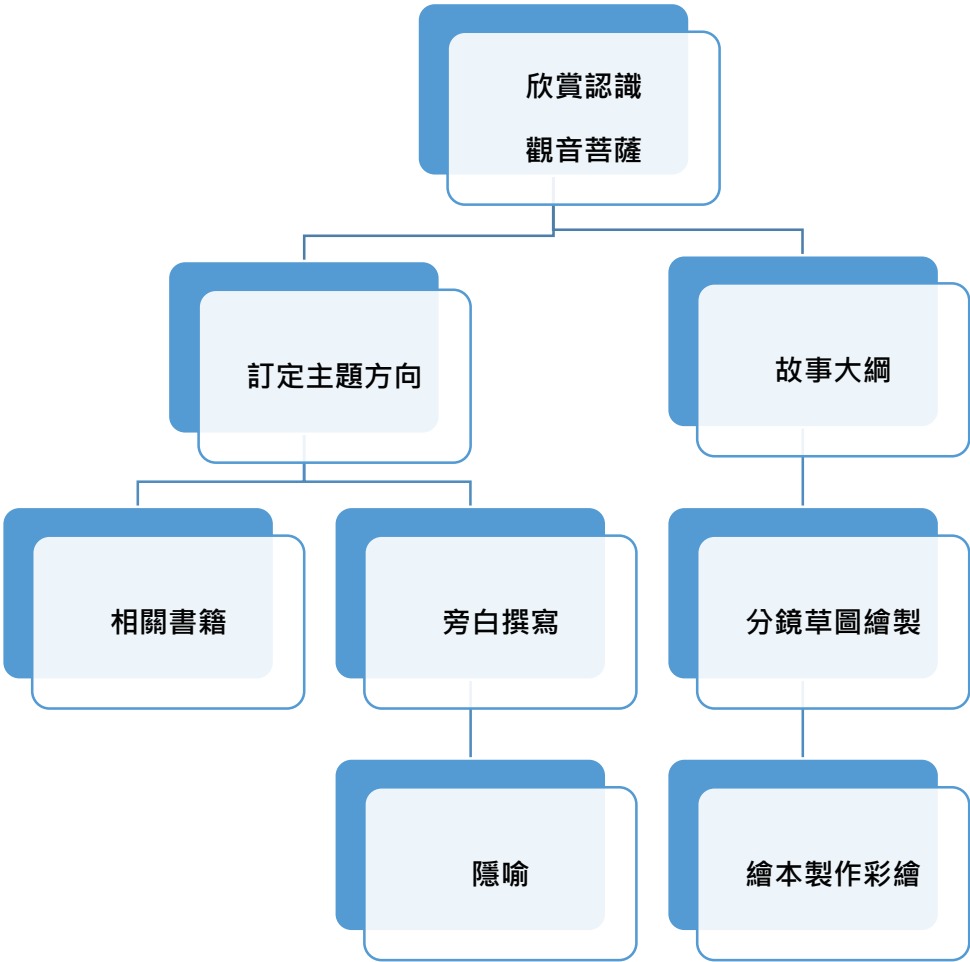 欣賞認識
觀音菩薩
訂定主題方向
故事大綱
相關書籍
旁白撰寫
分鏡草圖繪製
隱喻
繪本製作彩繪